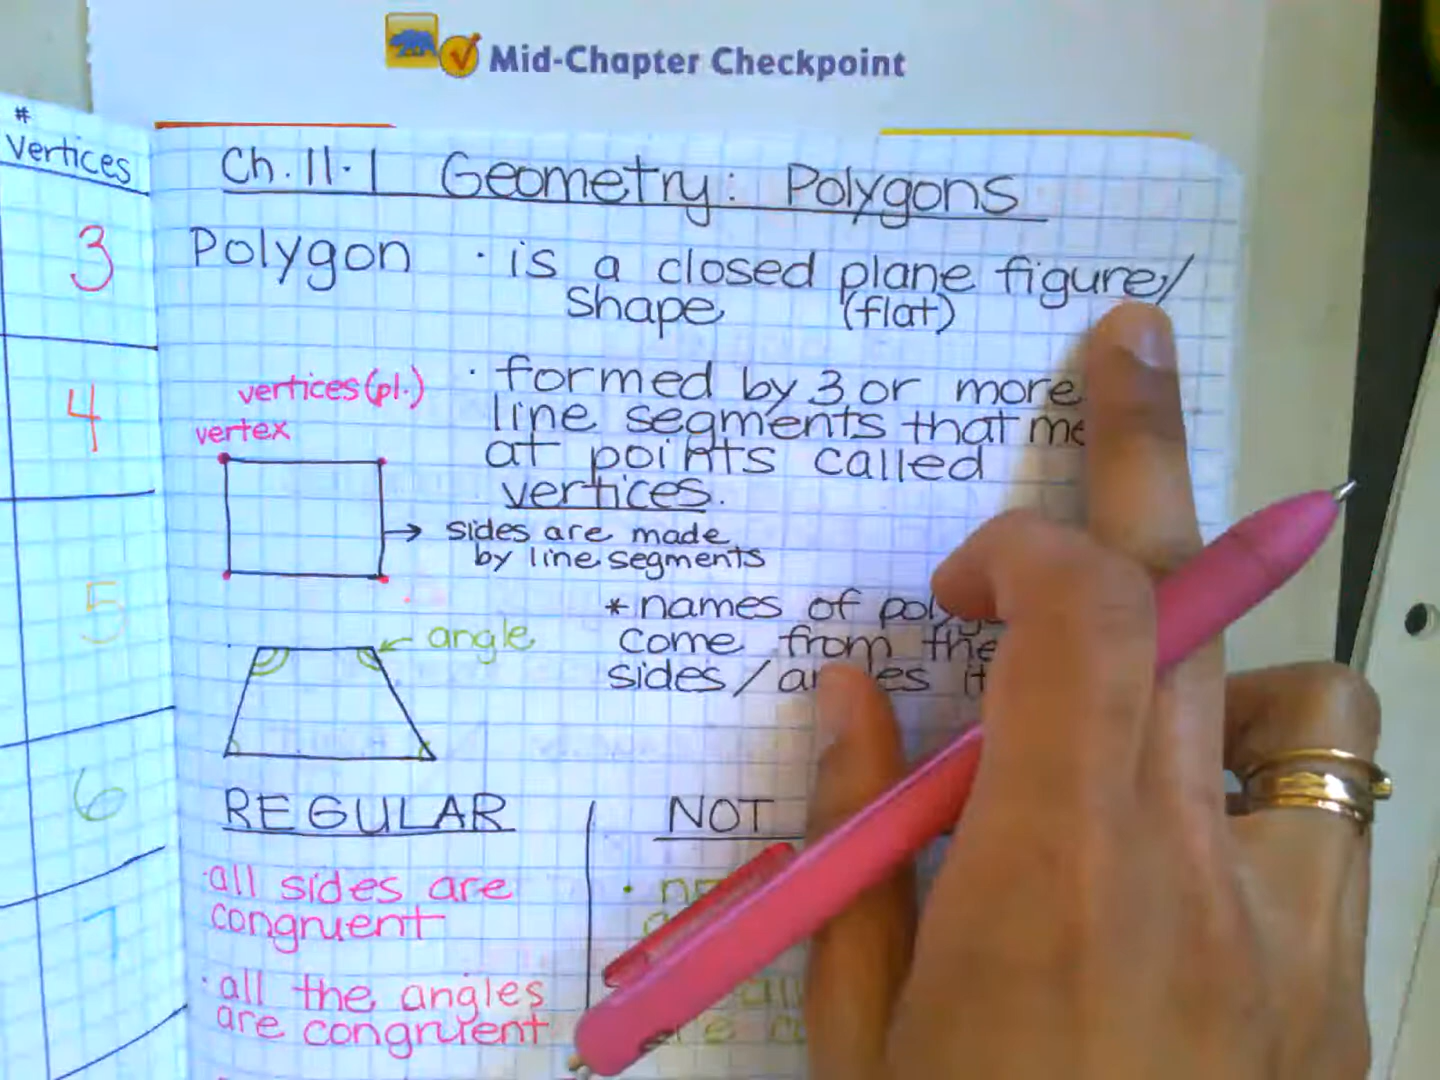 Mid-Chapter Checkpoint
#
Vertices
3
4
5
6
7
Ch. 11.1 Geometry: Polygons
Polygon · is a closed plane figure/
shape (flat)
· formed by 3 or more
line segments that
at points called
vertices.
vertices (pl.)
vertex
→ sides are made
by line segments
* names of
come from the
sides/ it
angle
REGULAR
· all sides are
congruent
· all the angles
are congruent
NOT